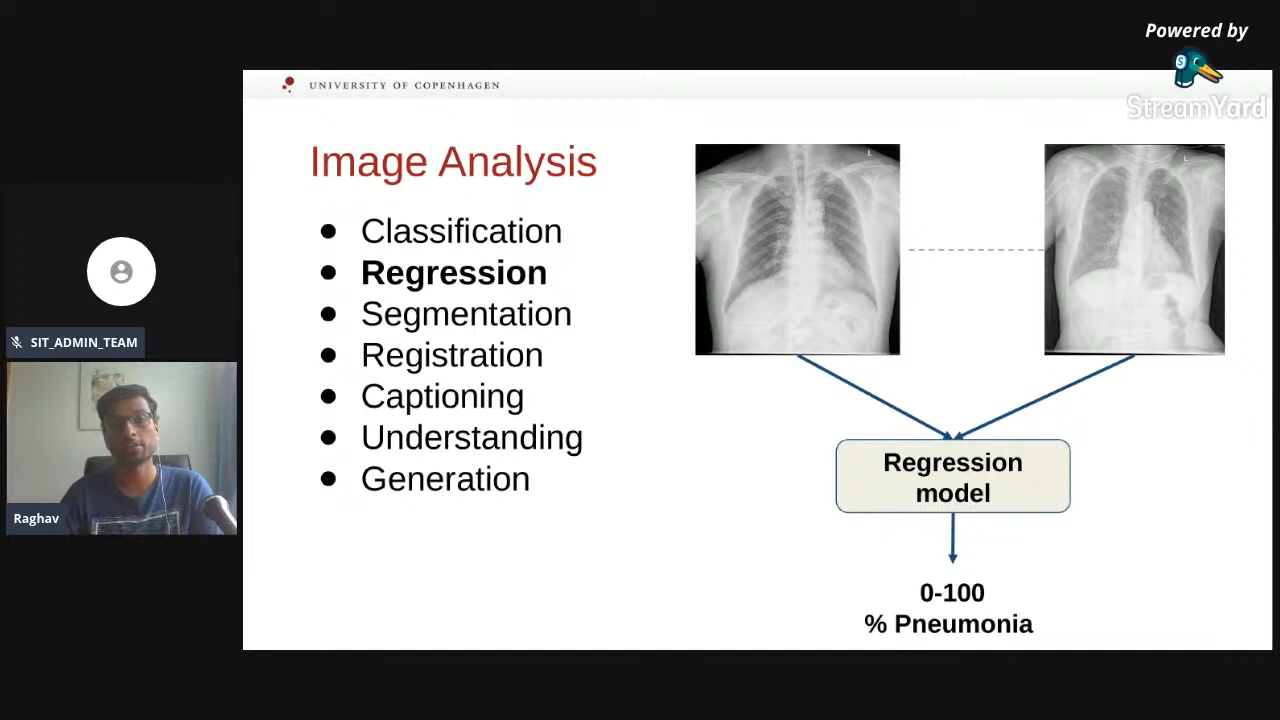 Powered by
StreamYard
UNIVERSITY OF COPENHAGEN
Image Analysis
● Classification
● Regression
● Segmentation
● Registration
● Captioning
● Understanding
● Generation
L
L
Regression
model
0-100
% Pneumonia
SIT_ADMIN_TEAM
Raghav